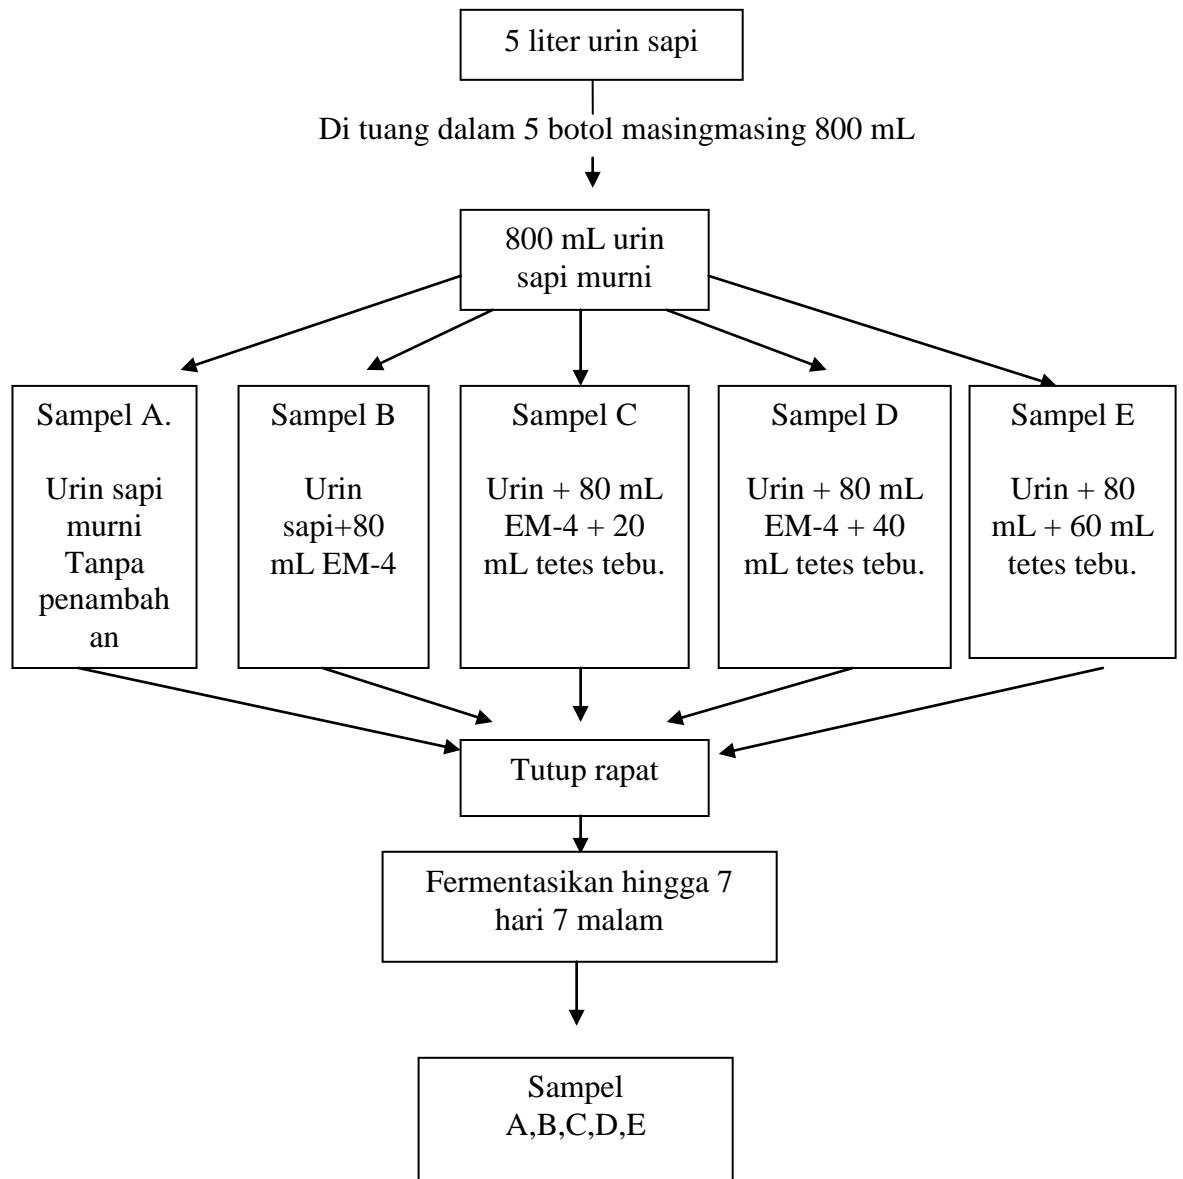 5 liter urin sapi
Di tuang dalam 5 botol masingmasing 800 mL
800 mL urin
sapi murni
Sampel A.
Urin sapi
murni
Tanpa
penambah
an
Sampel B
Urin
sapi+80
mL EM-4
Sampel C
Urin + 80 mL
EM-4 + 20
mL tetes tebu.
Sampel D
Urin + 80 mL
EM-4 + 40
mL tetes tebu.
Sampel E
Urin + 80
mL + 60 mL
tetes tebu.
Tutup rapat
Fermentasikan hingga 7
hari 7 malam
Sampel
A,B,C,D,E